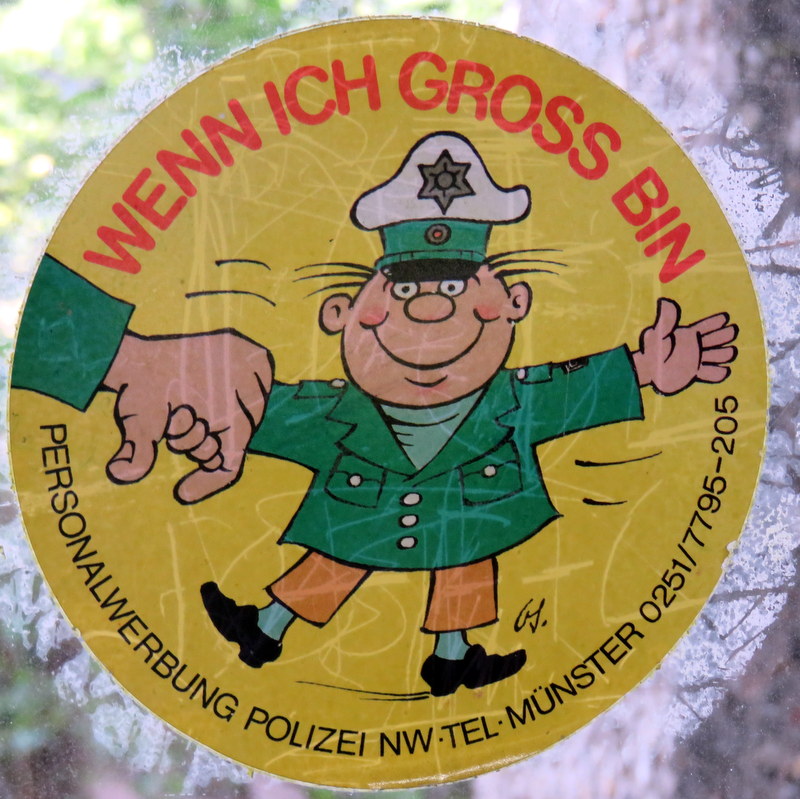 WENN ICH GROSS BIN
PERSONALWERBUNG POLIZEI NW·TEL·MÜNSTER 0251/7795-205